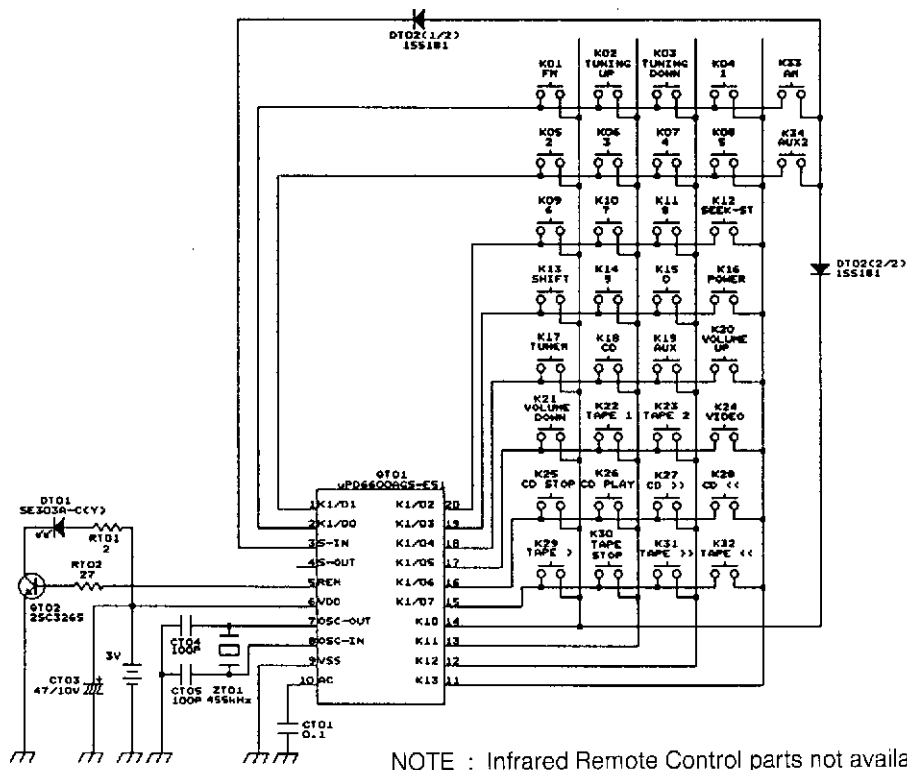 DT02(1/2)
1SS181
K01
FM
K02
TUNING
UP
K03
TUNING
DOWN
K04
1
K33
AM
K05
2
K06
3
K07
4
K08
5
K34
AUX2
K09
6
K10
7
K11
8
K12
SEEK-ST
DT02(2/2)
1SS181
K13
SHIFT
K14
9
K15
0
K16
POWER
K17
TUNER
K18
CD
K19
AUX
K20
VOLUME
UP
K21
VOLUME
DOWN
K22
TAPE 1
K23
TAPE 2
K24
VIDEO
K25
CD STOP
K26
CD PLAY
K27
CD >>
K28
CD <<
K29
TAPE >
K30
TAPE
STOP
K31
TAPE >>
K32
TAPE <<
QT01
uPD6600AGS-E51
1 K1/O1 K1/O2 20
2 K1/O0 K1/O3 19
3 S-IN K1/O4 18
4 S-OUT K1/O5 17
5 REM K1/O6 16
6 VDD K1/O7 15
7 OSC-OUT K10 14
8 OSC-IN K11 13
9 VSS K12 12
10 AC K13 11
DT01
SE303A-C(Y)
RT01
2
RT02
27
QT02
2SC3265
CT04
100P
3V
CT03
47/10V
+
CT05
100P
ZT01
455kHz
CT01
0.1
NOTE : Infrared Remote Control parts not availa